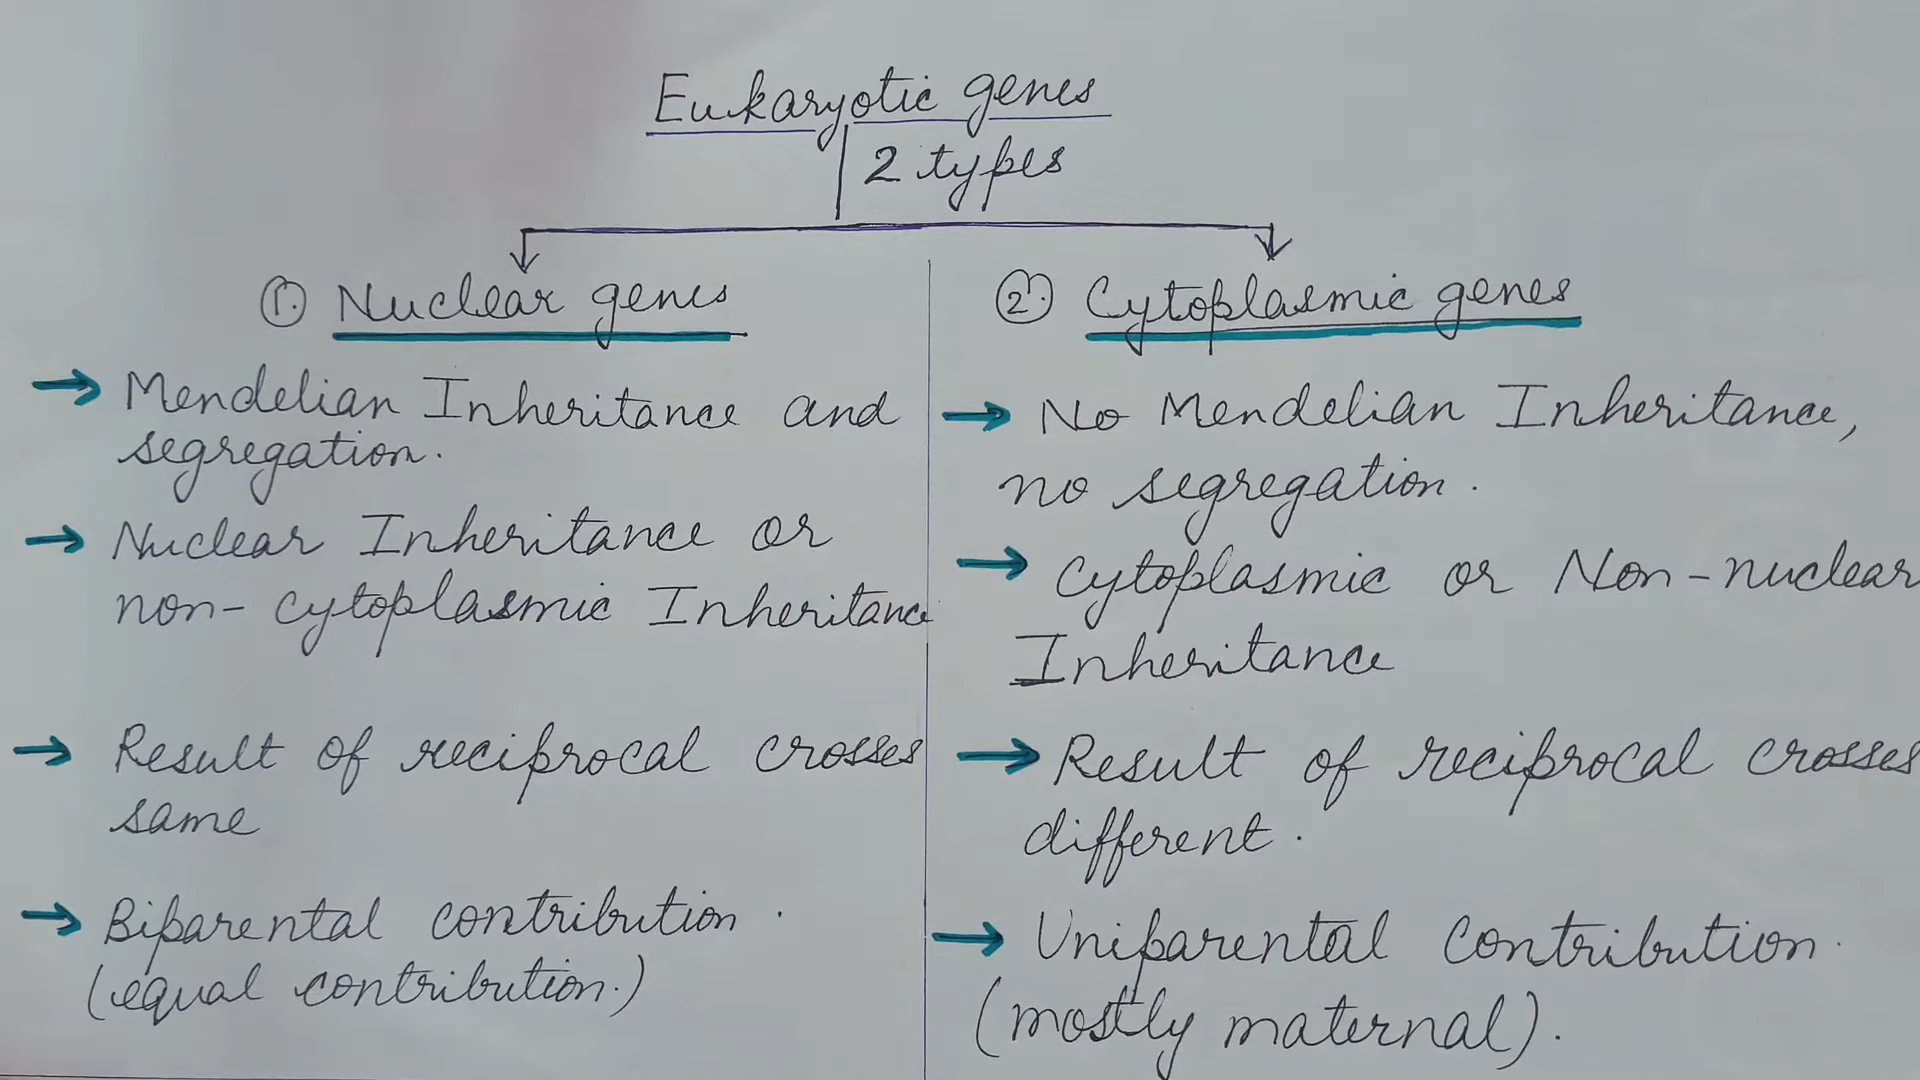 Eukaryotic genes
2 types
1. Nuclear genes
→ Mendelian Inheritance and
segregation.
→ Nuclear Inheritance or
non-cytoplasmic Inheritance
→ Result of reciprocal crosses
same
→ Biparental contribution.
(equal contribution.)
2. Cytoplasmic genes
→ No Mendelian Inheritance,
no segregation.
→ Cytoplasmic or Non-nuclear
Inheritance
→ Result of reciprocal crosses
different.
→ Uniparental Contribution.
(mostly maternal).